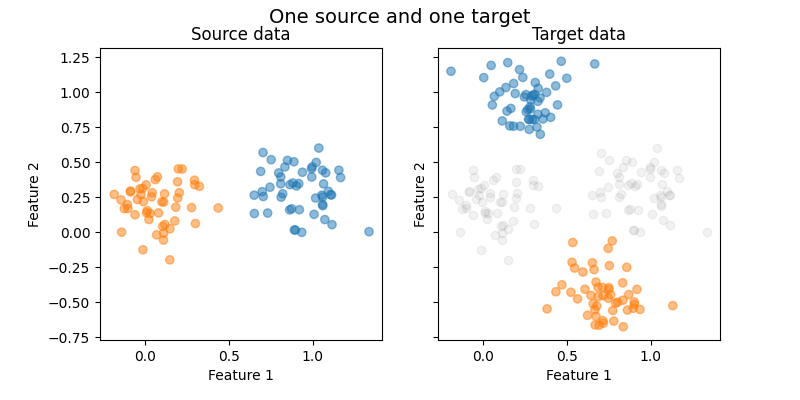 One source and one target
Source data
Target data
1.25
1.00
0.75
0.50
0.25
0.00
−0.25
−0.50
−0.75
Feature 2
Feature 2
0.0 0.5 1.0
0.0 0.5 1.0
Feature 1
Feature 1